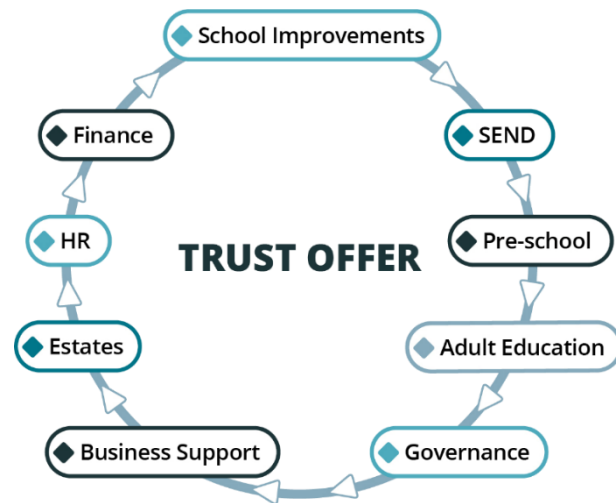 School Improvements
SEND
Pre-school
Adult Education
Governance
Business Support
Estates
HR
Finance
TRUST OFFER